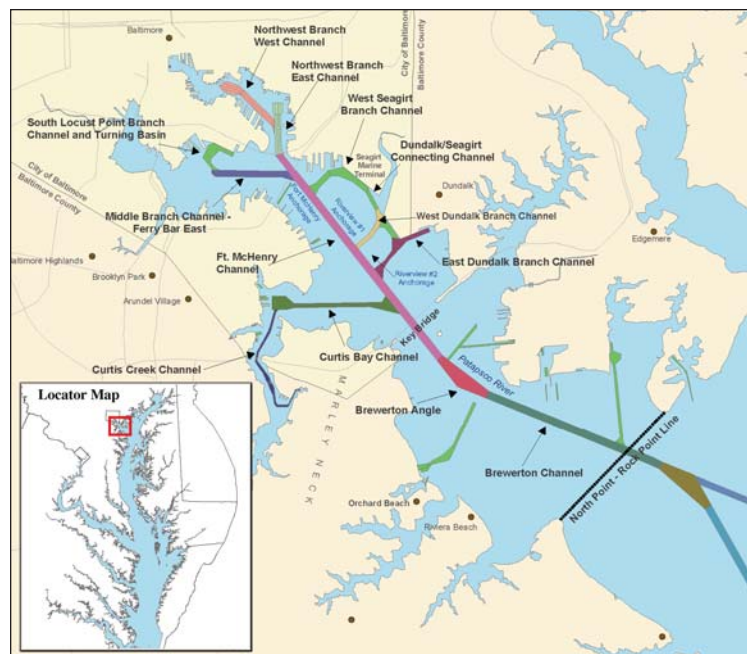 Baltimore
Northwest Branch
West Channel
Northwest Branch
East Channel
City of Baltimore
Baltimore County
West Seagirt
Branch Channel
South Locust Point Branch
Channel and Turning Basin
Dundalk/Seagirt
Connecting Channel
Seagirt
Marine
Terminal
City of Baltimore
Baltimore County
Dundalk
Fort McHenry
Anchorage
Riverview #1
Anchorage
West Dundalk Branch Channel
Middle Branch Channel -
Ferry Bar East
Edgemere
Ft. McHenry
Channel
East Dundalk Branch Channel
Baltimore Highlands
Brooklyn Park
Riverview #2
Anchorage
Arundel Village
Key Bridge
Curtis Bay Channel
Curtis Creek Channel
Patapsco River
MARLEY NECK
Brewerton Angle
Locator Map
Brewerton Channel
North Point - Rock Point Line
Orchard Beach
Riviera Beach